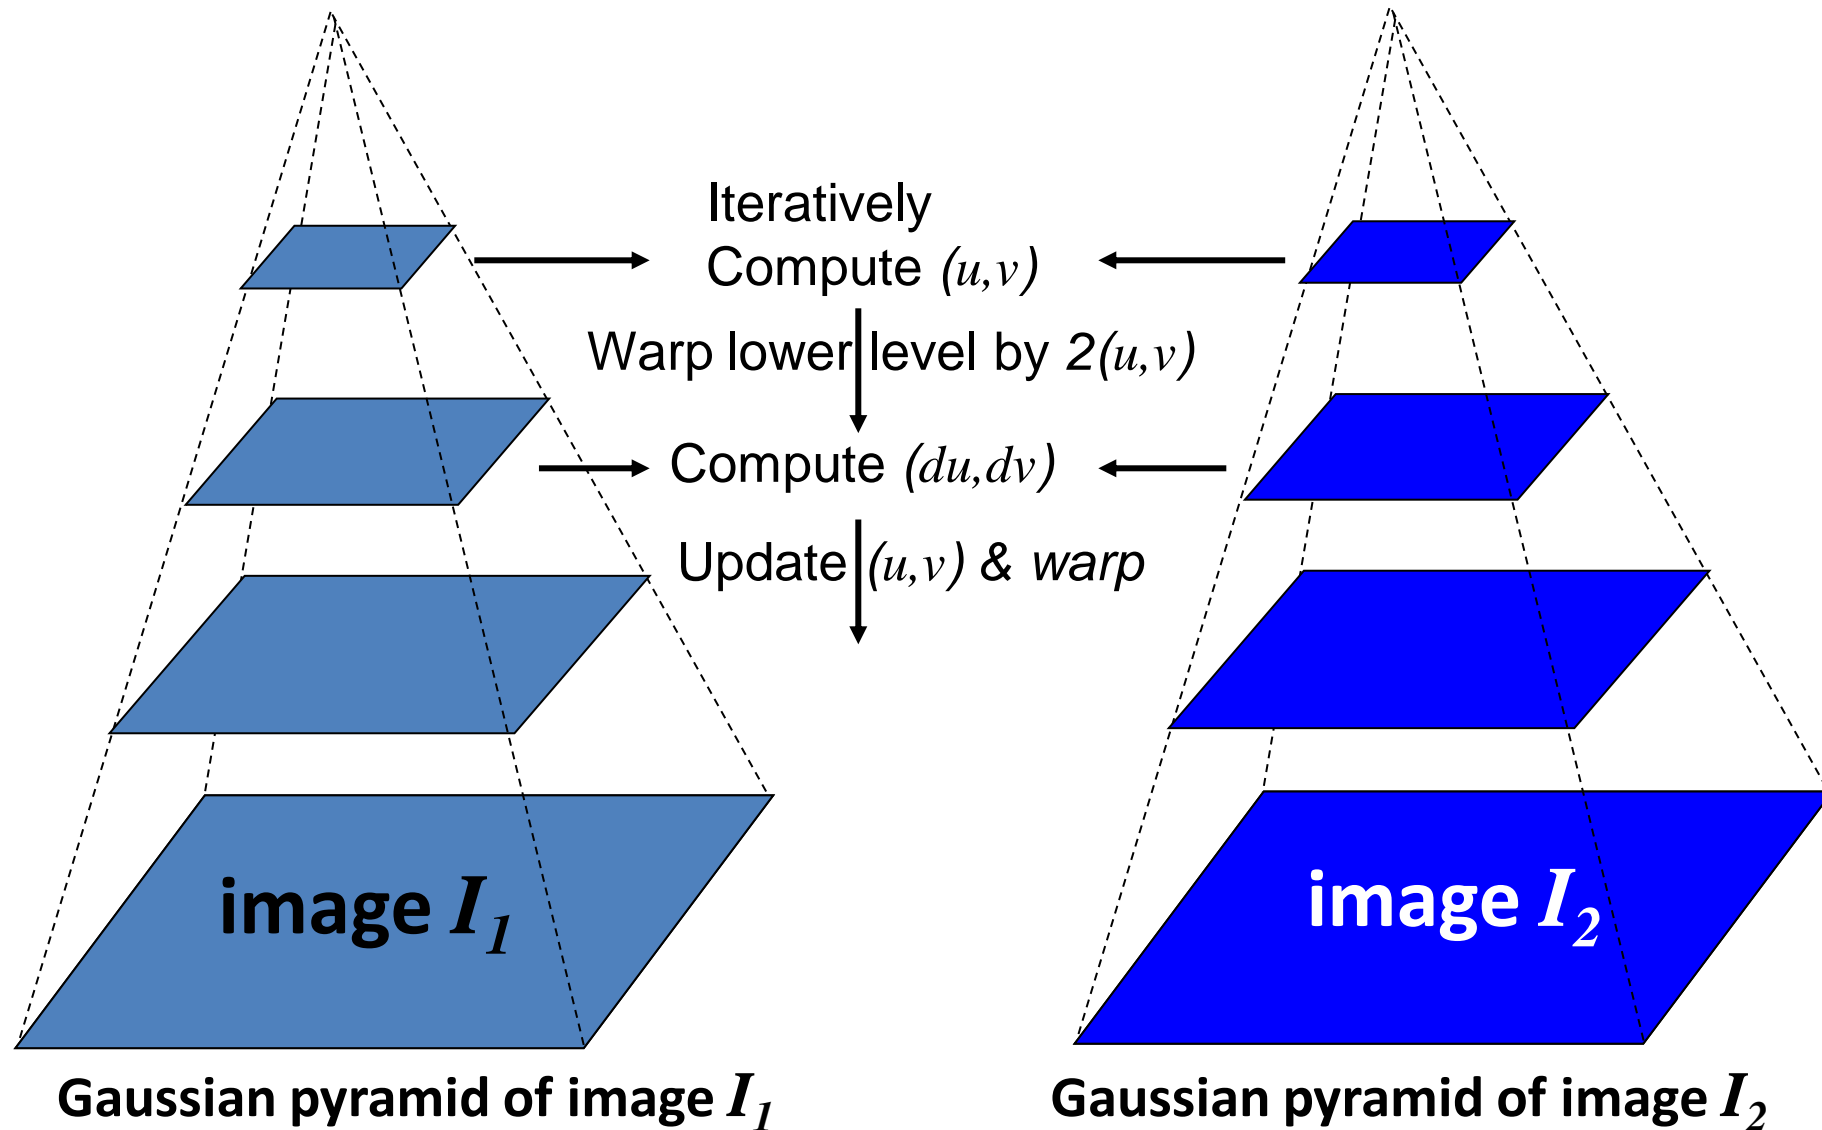 Iteratively
Compute (u,v)
Warp lower level by 2(u,v)
Compute (du,dv)
Update (u,v) & warp
image I₁
image I₂
Gaussian pyramid of image I₁
Gaussian pyramid of image I₂